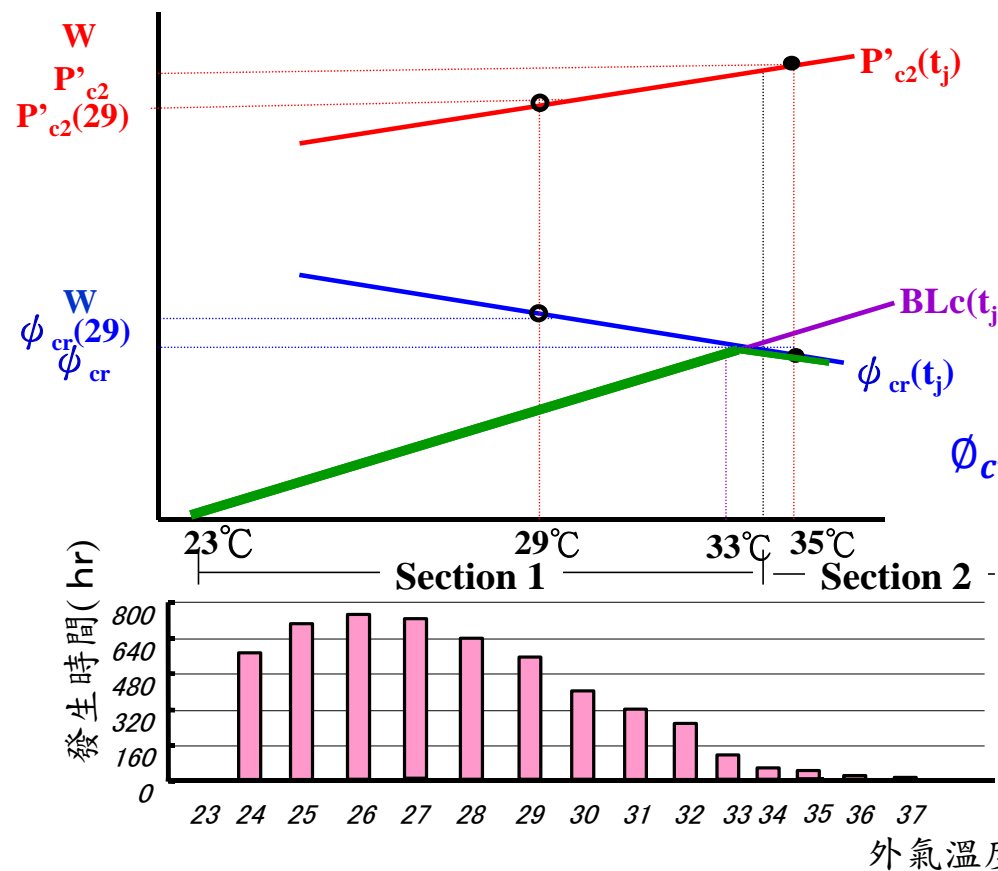 W
P’c2
P’c2(tj)
P’c2(29)
W
BLc(tj
ϕcr(29)
ϕcr
ϕcr(tj)
∅c
23℃ 29℃ 33℃ 35℃
Section 1 Section 2
發生時間(hr)
800
640
480
320
160
0
23 24 25 26 27 28 29 30 31 32 33 34 35 36 37
外氣溫度